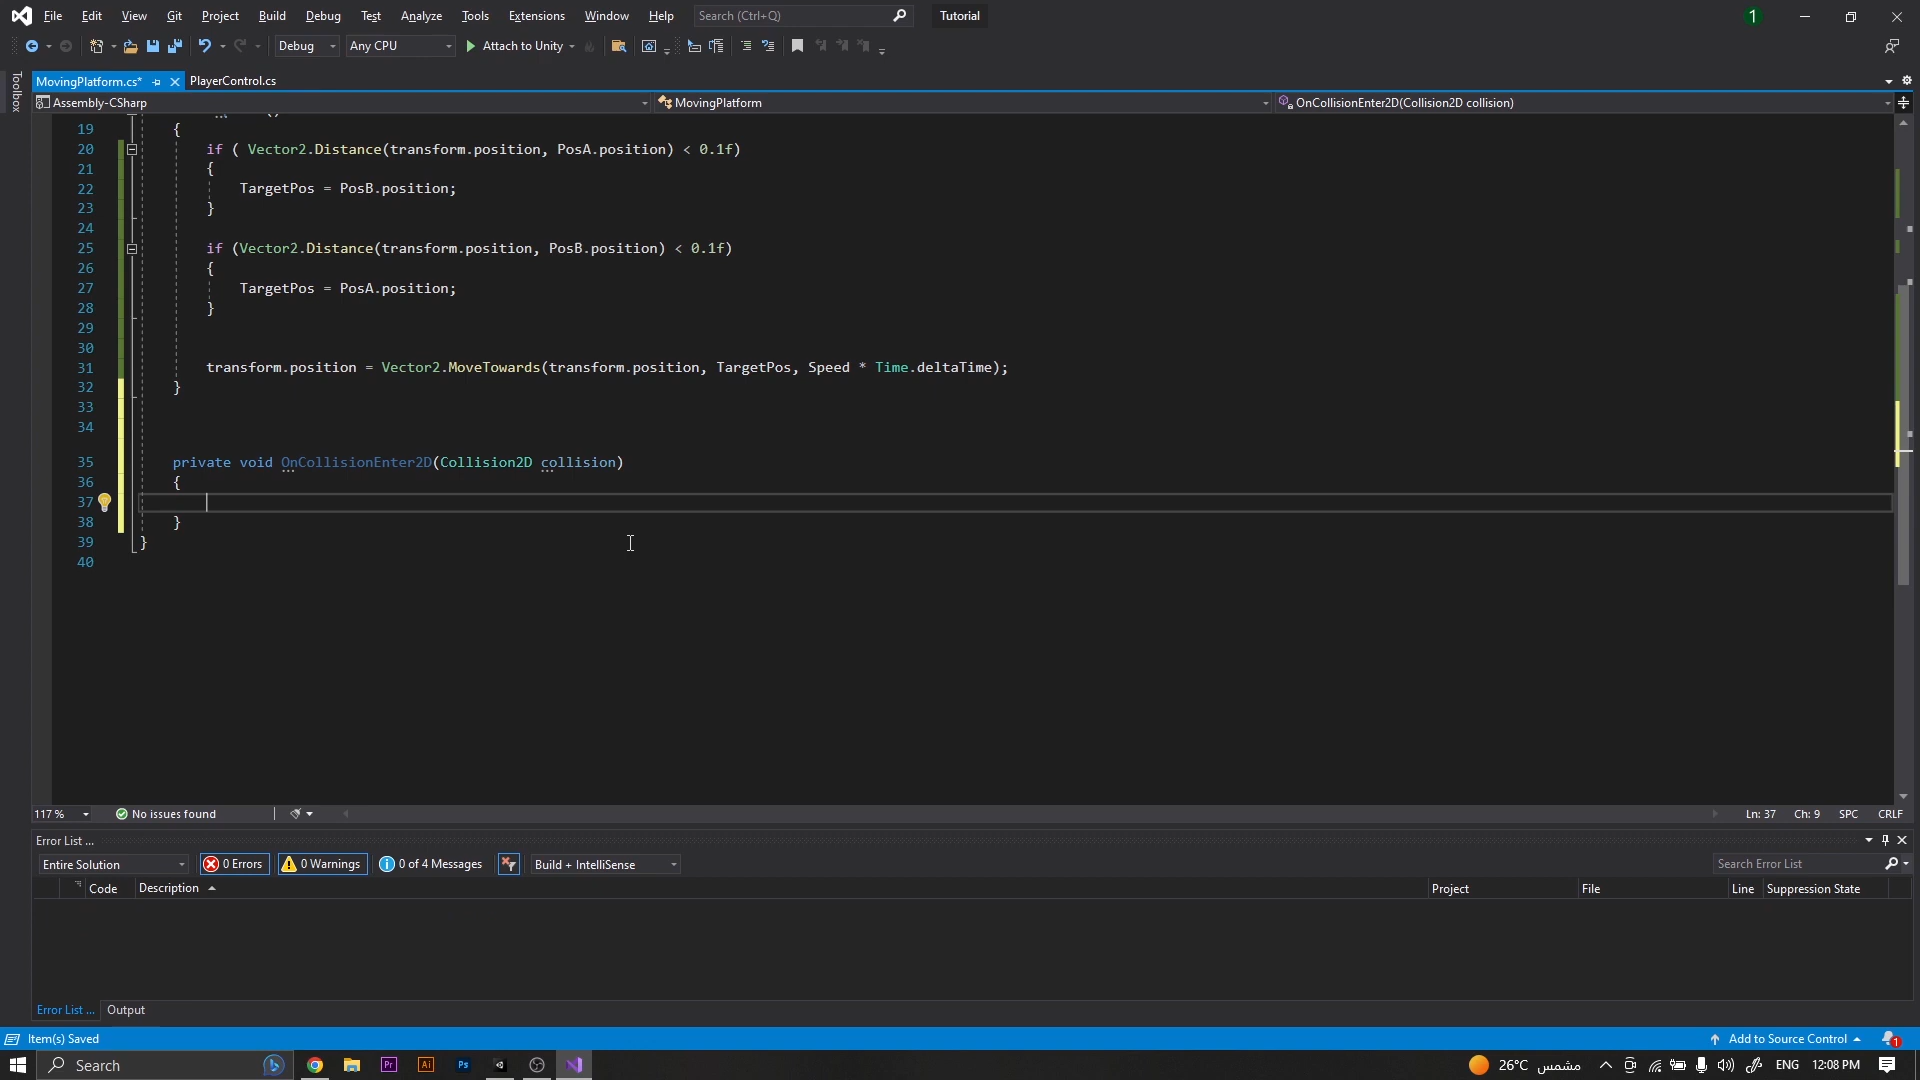 File Edit View Git Project Build Debug Test Analyze Tools Extensions Window Help Search (Ctrl+Q) Tutorial 1
Debug Any CPU Attach to Unity
Toolbox
MovingPlatform.cs* PlayerControl.cs
Assembly-CSharp MovingPlatform OnCollisionEnter2D(Collision2D collision)
19 {
20 if ( Vector2.Distance(transform.position, PosA.position) < 0.1f)
21 {
22 TargetPos = PosB.position;
23 }
24
25 if (Vector2.Distance(transform.position, PosB.position) < 0.1f)
26 {
27 TargetPos = PosA.position;
28 }
29
30
31 transform.position = Vector2.MoveTowards(transform.position, TargetPos, Speed * Time.deltaTime);
32 }
33
34
35 private void OnCollisionEnter2D(Collision2D collision)
36 {
37
38 }
39 }
40
117 % No issues found Ln: 37 Ch: 9 SPC CRLF
Error List ...
Entire Solution 0 Errors 0 Warnings 0 of 4 Messages Build + IntelliSense Search Error List
Code Description Project File Line Suppression State
Error List ... Output
Item(s) Saved Add to Source Control 1
Search Pr Ai Ps 26°C مشمس ENG 12:08 PM